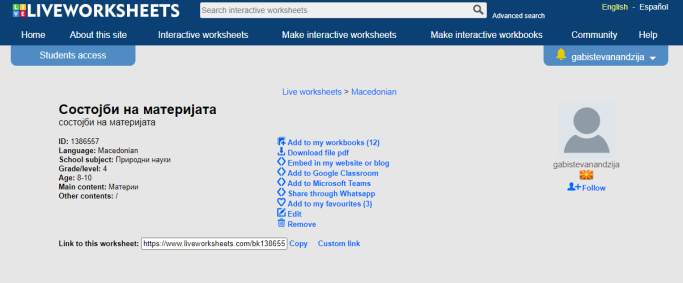 LIVE LIVEWORKSHEETS
Search interactive worksheets
Advanced search
English - Español
Home About this site Interactive worksheets Make interactive worksheets Make interactive workbooks Community Help
Students access
gabistevanandzija
Live worksheets > Macedonian
Состојби на материјата
состојби на материјата
ID: 1386557
Language: Macedonian
School subject: Природни науки
Grade/level: 4
Age: 8-10
Main content: Материи
Other contents: /
Add to my workbooks (12)
Download file pdf
Embed in my website or blog
Add to Google Classroom
Add to Microsoft Teams
Share through Whatsapp
Add to my favourites (3)
Edit
Remove
gabistevanandzija
Follow
Link to this worksheet: https://www.liveworksheets.com/bk138655 Copy Custom link